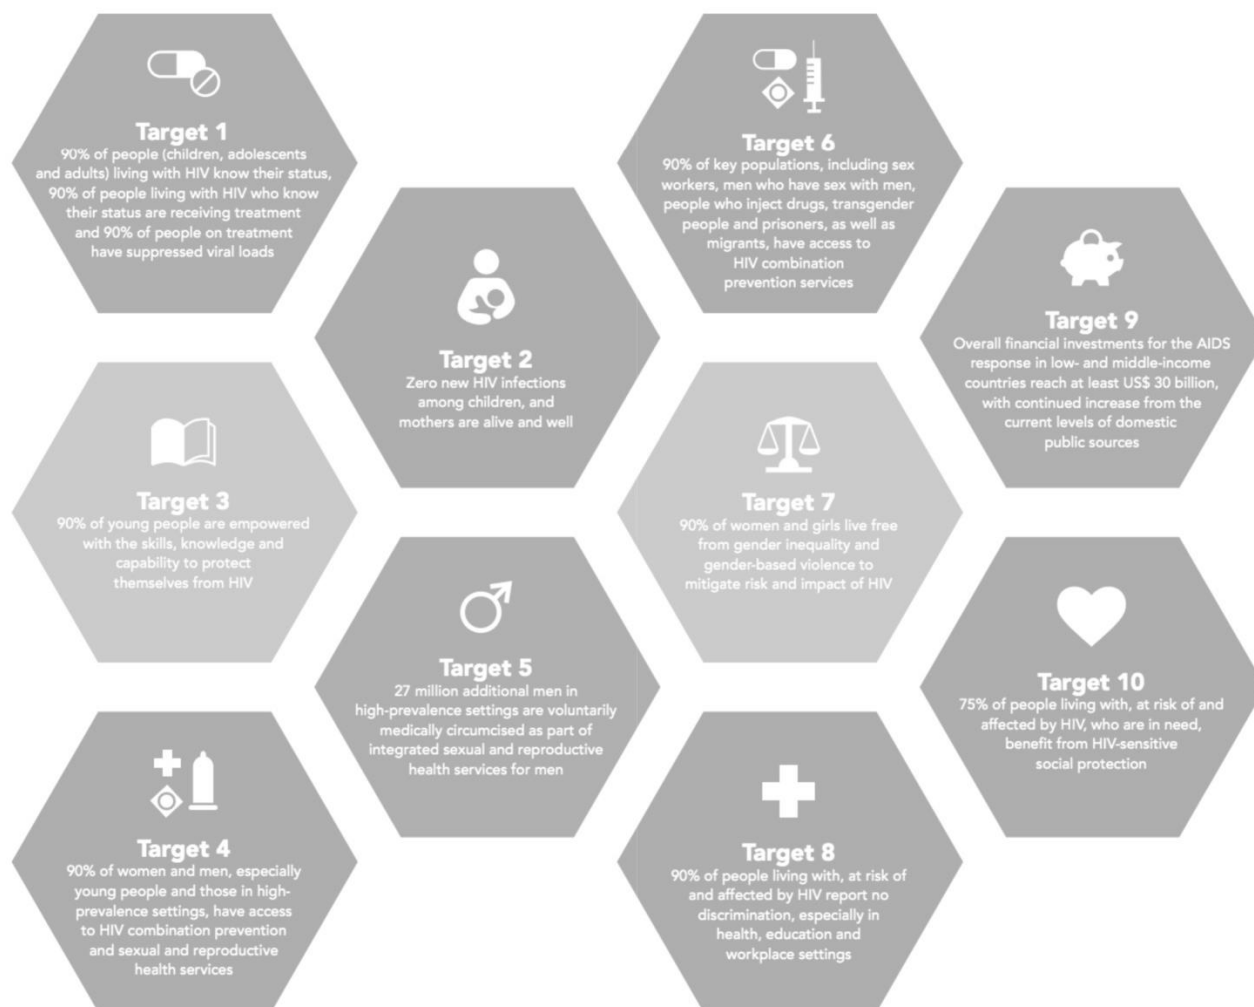 Target 1
90% of people (children, adolescents
and adults) living with HIV know their status,
90% of people living with HIV who know
their status are receiving treatment
and 90% of people on treatment
have suppressed viral loads
Target 2
Zero new HIV infections
among children, and
mothers are alive and well
Target 3
90% of young people are empowered
with the skills, knowledge and
capability to protect
themselves from HIV
Target 4
90% of women and men, especially
young people and those in high-
prevalence settings, have access
to HIV combination prevention
and sexual and reproductive
health services
Target 5
27 million additional men in
high-prevalence settings are voluntarily
medically circumcised as part of
integrated sexual and reproductive
health services for men
Target 6
90% of key populations, including sex
workers, men who have sex with men,
people who inject drugs, transgender
people and prisoners, as well as
migrants, have access to
HIV combination
prevention services
Target 7
90% of women and girls live free
from gender inequality and
gender-based violence to
mitigate risk and impact of HIV
Target 8
90% of people living with, at risk of
and affected by HIV report no
discrimination, especially in
health, education and
workplace settings
Target 9
Overall financial investments for the AIDS
response in low- and middle-income
countries reach at least US$ 30 billion,
with continued increase from the
current levels of domestic
public sources
Target 10
75% of people living with, at risk of and
affected by HIV, who are in need,
benefit from HIV-sensitive
social protection